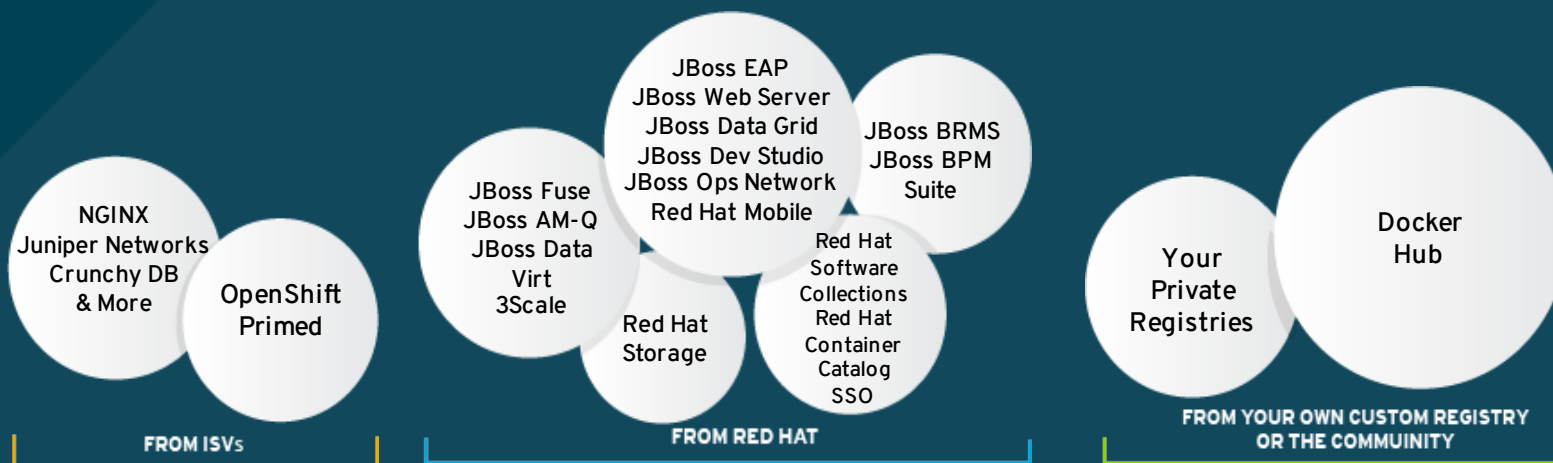 NGINX
Juniper Networks
Crunchy DB
& More
OpenShift
Primed
FROM ISVs
JBoss Fuse
JBoss AM-Q
JBoss Data
Virt
3Scale
Red Hat
Storage
JBoss EAP
JBoss Web Server
JBoss Data Grid
JBoss Dev Studio
JBoss Ops Network
Red Hat Mobile
Red Hat
Software
Collections
Red Hat
Container
Catalog
SSO
JBoss BRMS
JBoss BPM
Suite
FROM RED HAT
Your
Private
Registries
Docker
Hub
FROM YOUR OWN CUSTOM REGISTRY
OR THE COMMUINITY